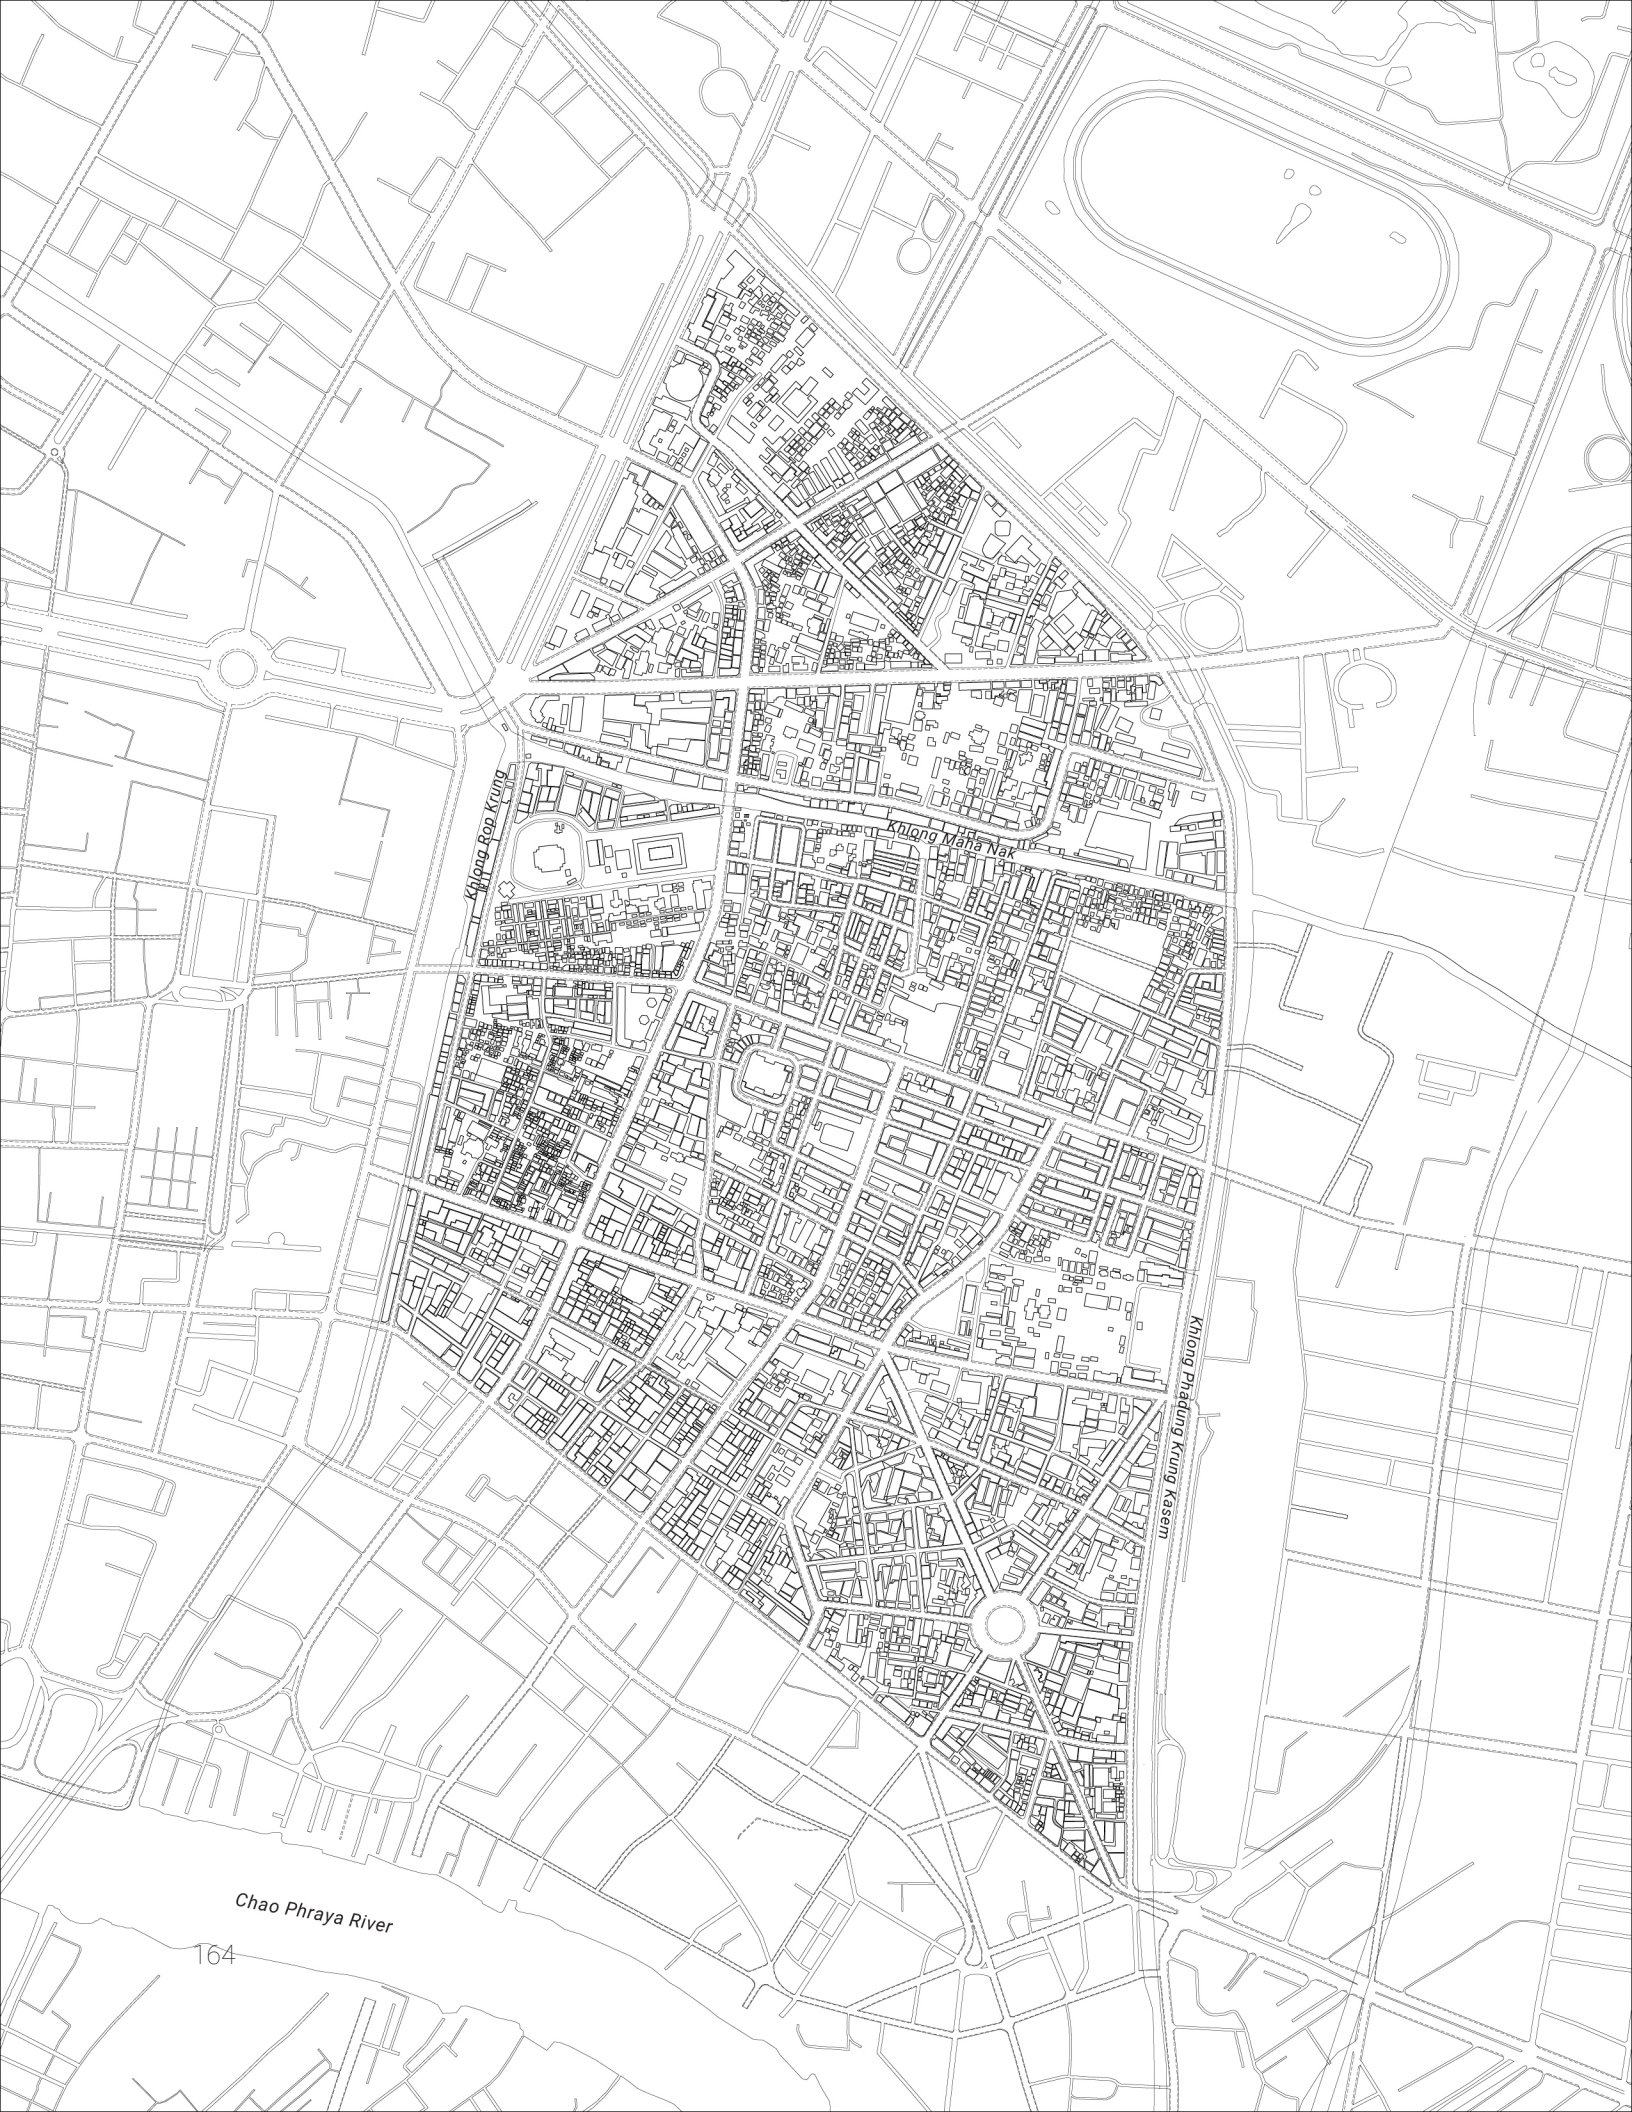 Khlong Rop Krung
Khlong Maha Nak
Khlong Phadung Krung Kasem
Chao Phraya River
164